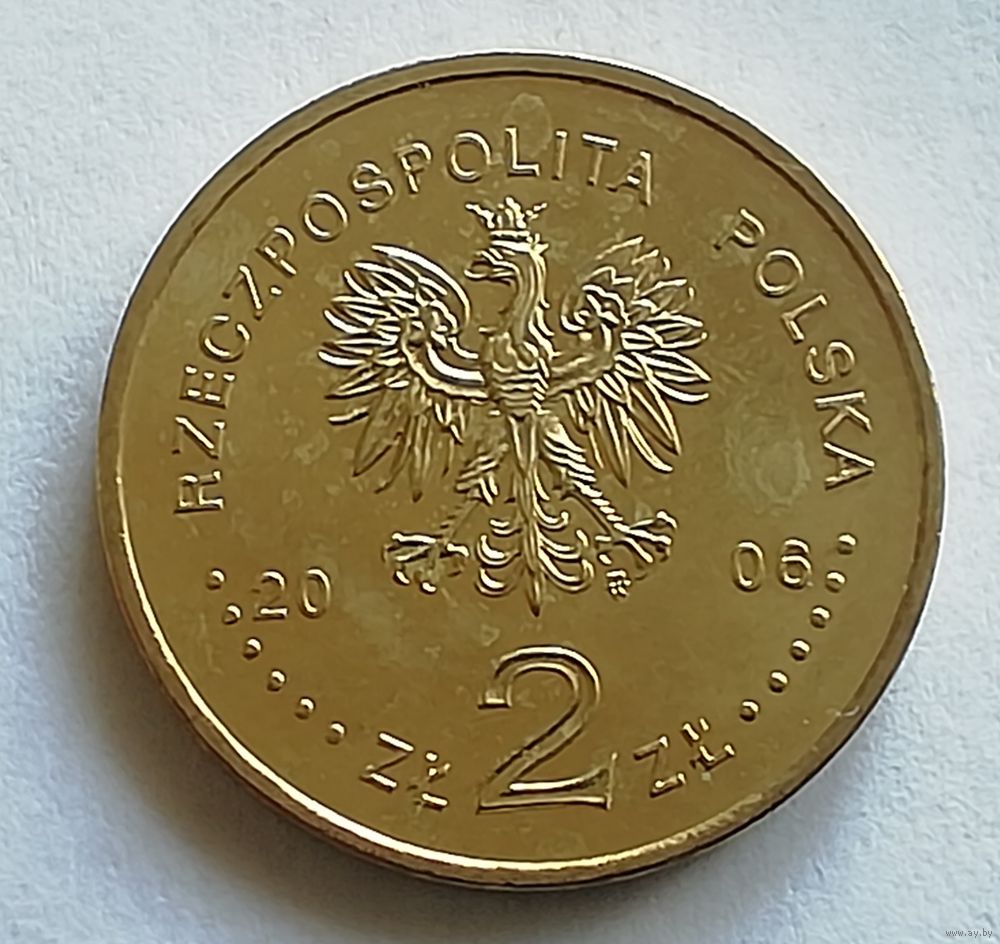 RZECZPOSPOLITA POLSKA
20 06
ZŁ 2 ZŁ
www.ay.by